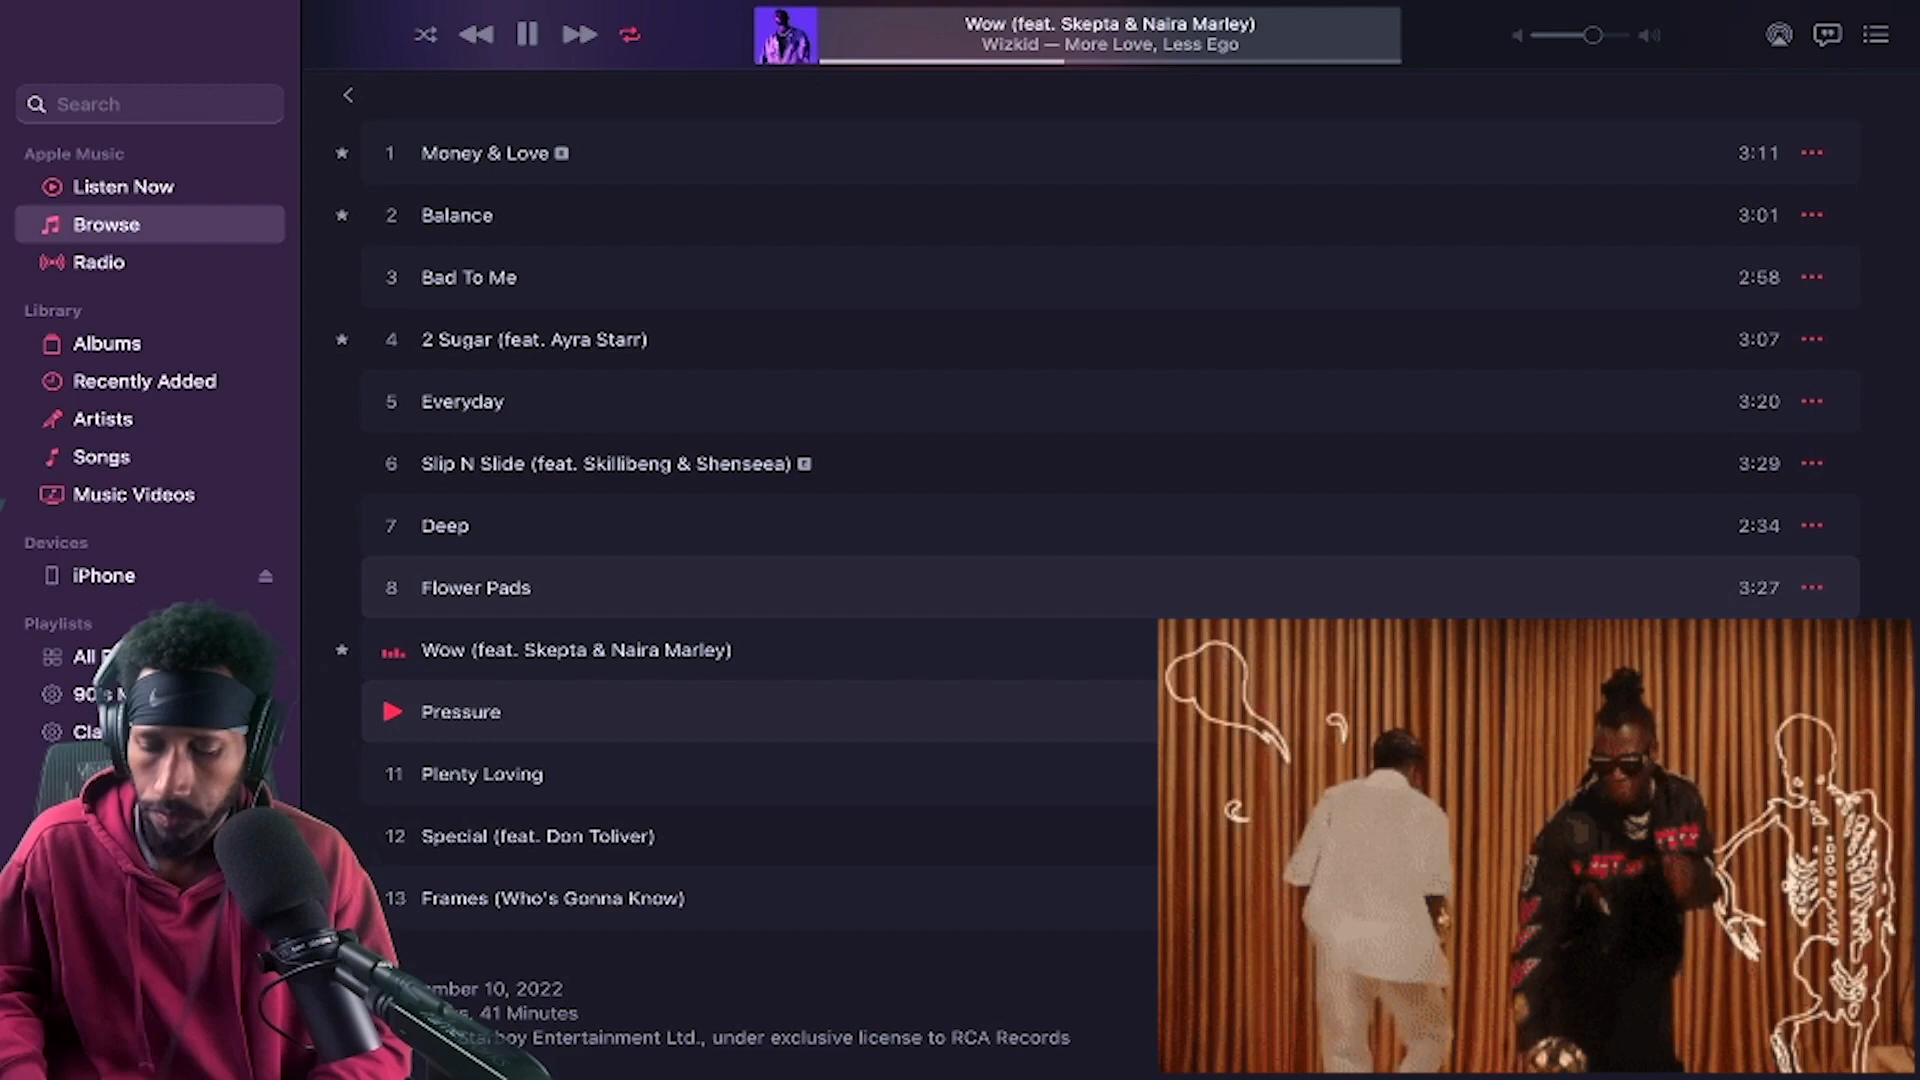 Wow (feat. Skepta & Naira Marley)
Wizkid — More Love, Less Ego
Search
Apple Music
Listen Now
Browse
Radio
Library
Albums
Recently Added
Artists
Songs
Music Videos
Devices
iPhone
Playlists
All
90's
1 Money & Love E 3:11
2 Balance 3:01
3 Bad To Me 2:58
4 2 Sugar (feat. Ayra Starr) 3:07
5 Everyday 3:20
6 Slip N Slide (feat. Skillibeng & Shenseea) E 3:29
7 Deep 2:34
8 Flower Pads 3:27
Wow (feat. Skepta & Naira Marley)
Pressure
11 Plenty Loving
12 Special (feat. Don Toliver)
13 Frames (Who's Gonna Know)
10, 2022
41 Minutes
Starboy Entertainment Ltd., under exclusive license to RCA Records